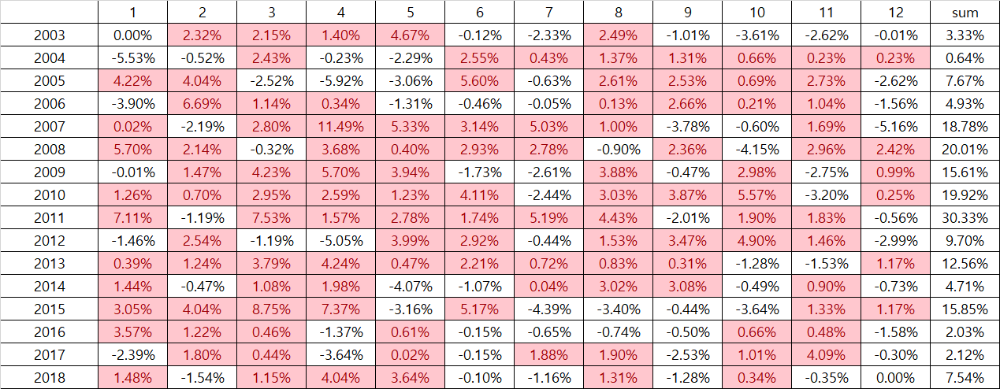 1 2 3 4 5 6 7 8 9 10 11 12 sum
2003 0.00% 2.32% 2.15% 1.40% 4.67% -0.12% -2.33% 2.49% -1.01% -3.61% -2.62% -0.01% 3.33%
2004 -5.53% -0.52% 2.43% -0.23% -2.29% 2.55% 0.43% 1.37% 1.31% 0.66% 0.23% 0.23% 0.64%
2005 4.22% 4.04% -2.52% -5.92% -3.06% 5.60% -0.63% 2.61% 2.53% 0.69% 2.73% -2.62% 7.67%
2006 -3.90% 6.69% 1.14% 0.34% -1.31% -0.46% -0.05% 0.13% 2.66% 0.21% 1.04% -1.56% 4.93%
2007 0.02% -2.19% 2.80% 11.49% 5.33% 3.14% 5.03% 1.00% -3.78% -0.60% 1.69% -5.16% 18.78%
2008 5.70% 2.14% -0.32% 3.68% 0.40% 2.93% 2.78% -0.90% 2.36% -4.15% 2.96% 2.42% 20.01%
2009 -0.01% 1.47% 4.23% 5.70% 3.94% -1.73% -2.61% 3.88% -0.47% 2.98% -2.75% 0.99% 15.61%
2010 1.26% 0.70% 2.95% 2.59% 1.23% 4.11% -2.44% 3.03% 3.87% 5.57% -3.20% 0.25% 19.92%
2011 7.11% -1.19% 7.53% 1.57% 2.78% 1.74% 5.19% 4.43% -2.01% 1.90% 1.83% -0.56% 30.33%
2012 -1.46% 2.54% -1.19% -5.05% 3.99% 2.92% -0.44% 1.53% 3.47% 4.90% 1.46% -2.99% 9.70%
2013 0.39% 1.24% 3.79% 4.24% 0.47% 2.21% 0.72% 0.83% 0.31% -1.28% -1.53% 1.17% 12.56%
2014 1.44% -0.47% 1.08% 1.98% -4.07% -1.07% 0.04% 3.02% 3.08% -0.49% 0.90% -0.73% 4.71%
2015 3.05% 4.04% 8.75% 7.37% -3.16% 5.17% -4.39% -3.40% -0.44% -3.64% 1.33% 1.17% 15.85%
2016 3.57% 1.22% 0.46% -1.37% 0.61% -0.15% -0.65% -0.74% -0.50% 0.66% 0.48% -1.58% 2.03%
2017 -2.39% 1.80% 0.44% -3.64% 0.02% -0.15% 1.88% 1.90% -2.53% 1.01% 4.09% -0.30% 2.12%
2018 1.48% -1.54% 1.15% 4.04% 3.64% -0.10% -1.16% 1.31% -1.28% 0.34% -0.35% 0.00% 7.54%